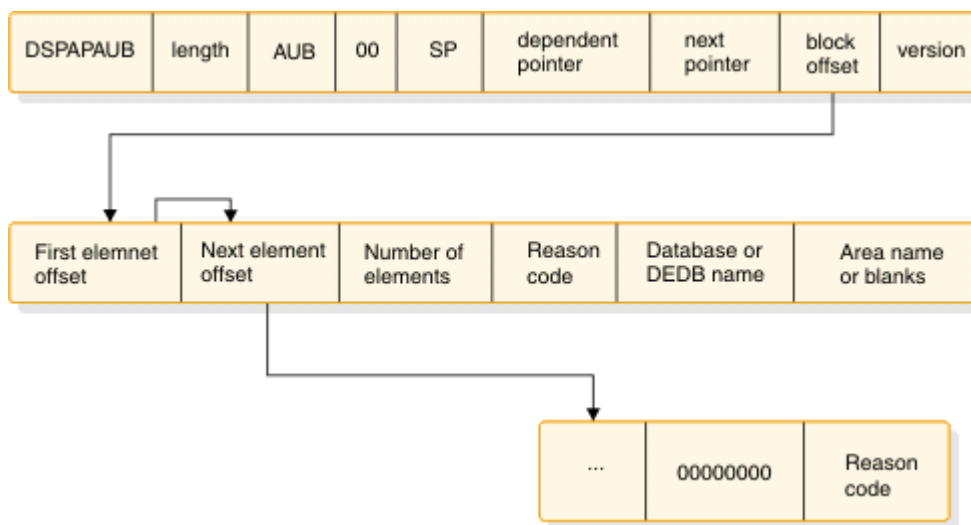 DSPAPAUB
length
AUB
00
SP
dependent
pointer
next
pointer
block
offset
version
First elemnet
offset
Next element
offset
Number of
elements
Reason
code
Database or
DEDB name
Area name
or blanks
...
00000000
Reason
code